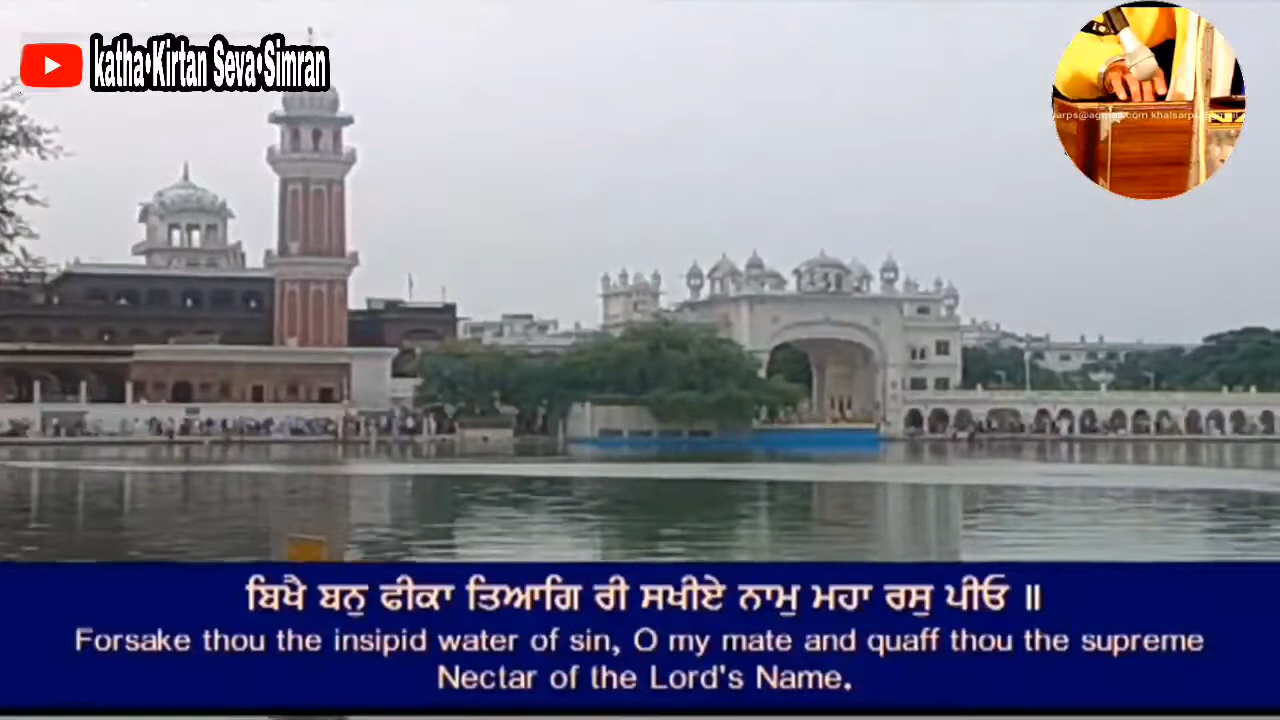 katha•Kirtan Seva•Simran
ਬਿਖੈ ਬਨੁ ਫੀਕਾ ਤਿਆਗਿ ਰੀ ਸਖੀਏ ਨਾਮੁ ਮਹਾ ਰਸੁ ਪੀਓ ॥
Forsake thou the insipid water of sin, O my mate and quaff thou the supreme
Nectar of the Lord's Name.